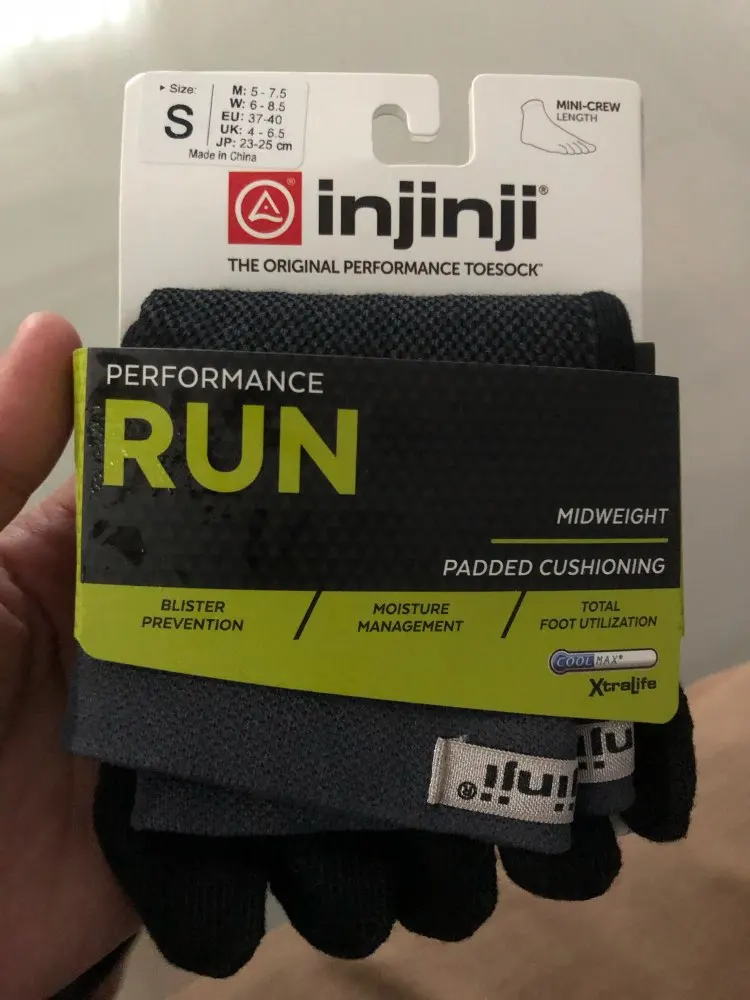 ▸ Size:
S
M: 5 - 7.5
W: 6 - 8.5
EU: 37-40
UK: 4 - 6.5
JP: 23-25 cm
Made in China
MINI-CREW
LENGTH
injinji®
THE ORIGINAL PERFORMANCE TOESOCK™
PERFORMANCE
RUN
MIDWEIGHT
PADDED CUSHIONING
BLISTER
PREVENTION
MOISTURE
MANAGEMENT
TOTAL
FOOT UTILIZATION
COOLMAX®
XtraLife
injinji®